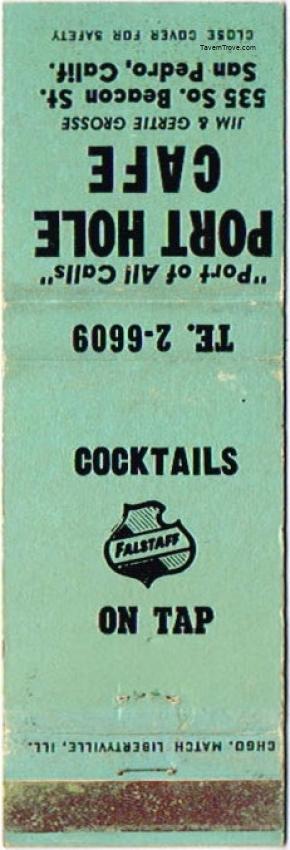 TavernTrove.com
"Port of All Calls"
PORT HOLE
CAFE
JIM & GERTIE GROSSE
535 So. Beacon St.
San Pedro, Calif.
CLOSE COVER FOR SAFETY
TE. 2-6609
COCKTAILS
FALSTAFF
ON TAP
CHGO. MATCH LIBERTYVILLE, ILL.